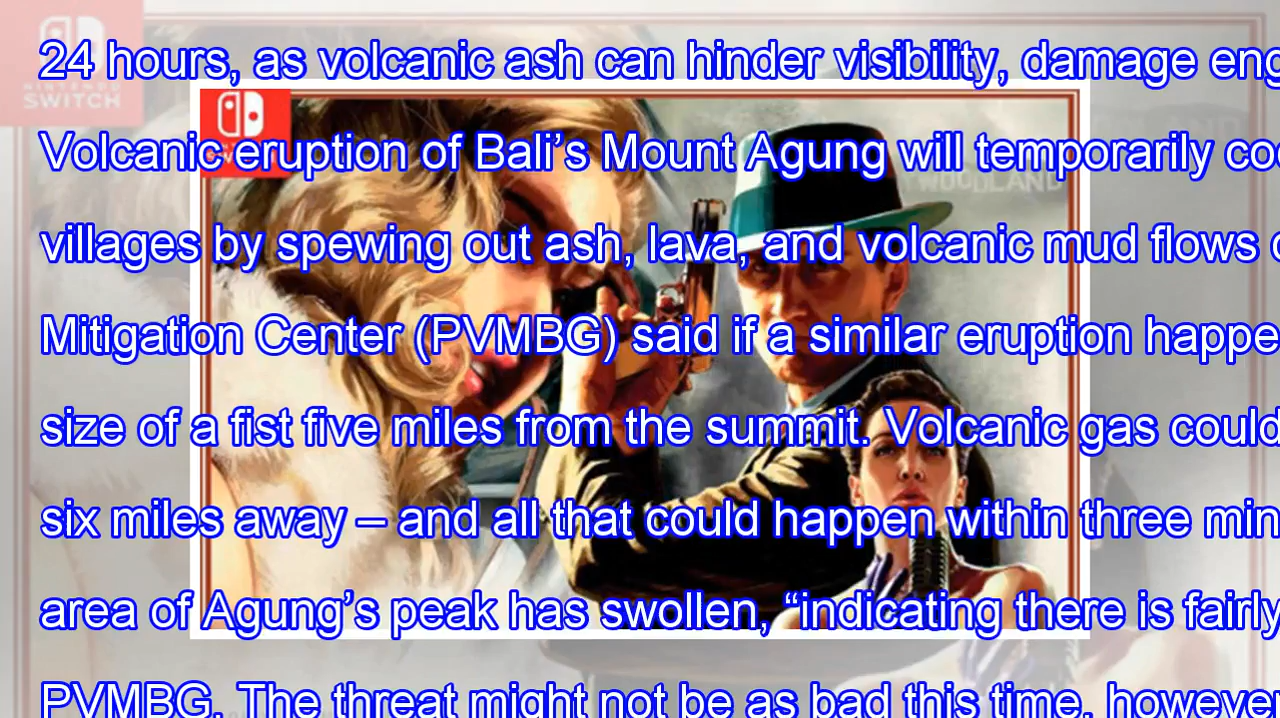 NINTENDO
SWITCH
24 hours, as volcanic ash can hinder visibility, damage eng
Volcanic eruption of Bali’s Mount Agung will temporarily co
villages by spewing out ash, lava, and volcanic mud flows
Mitigation Center (PVMBG) said if a similar eruption happe
size of a fist five miles from the summit. Volcanic gas could
six miles away – and all that could happen within three min
area of Agung’s peak has swollen, “indicating there is fairly
PVMBG. The threat might not be as bad this time, however